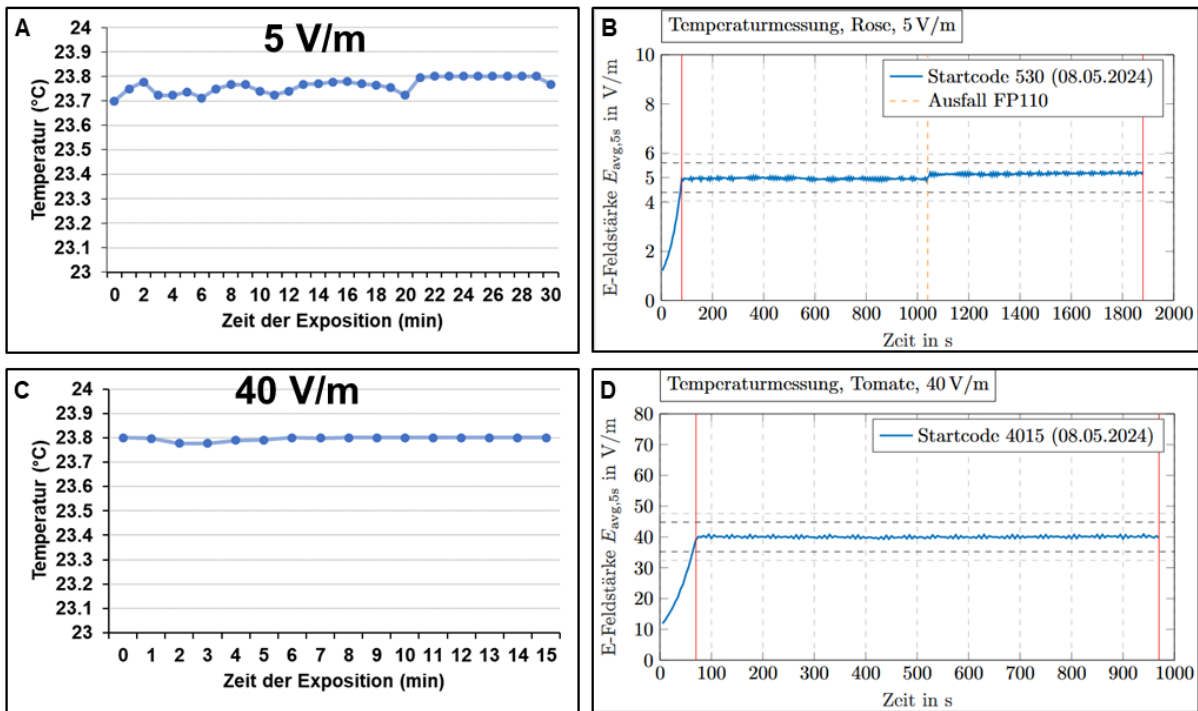 A
5 V/m
Temperatur (°C)
24
23.9
23.8
23.7
23.6
23.5
23.4
23.3
23.2
23.1
23
0 2 4 6 8 10 12 14 16 18 20 22 24 26 28 30
Zeit der Exposition (min)
B
Temperaturmessung, Rose, 5 V/m
E-Feldstärke Eavg,5s in V/m
10
9
8
7
6
5
4
2
1
0
Startcode 530 (08.05.2024)
Ausfall FP110
0 200 400 600 800 1000 1200 1400 1600 1800 2000
Zeit in s
C
40 V/m
Temperatur (°C)
24
23.9
23.8
23.7
23.6
23.5
23.4
23.3
23.2
23.1
23
0 1 2 3 4 6 7 8 9 10 11 12 13 14 15
Zeit der Exposition (min)
D
Temperaturmessung, Tomate, 40 V/m
E-Feldstärke Eavg,5s in V/m
80
70
60
50
40
30
20
10
0
Startcode 4015 (08.05.2024)
0 100 200 300 400 500 600 700 800 900 1000
Zeit in s